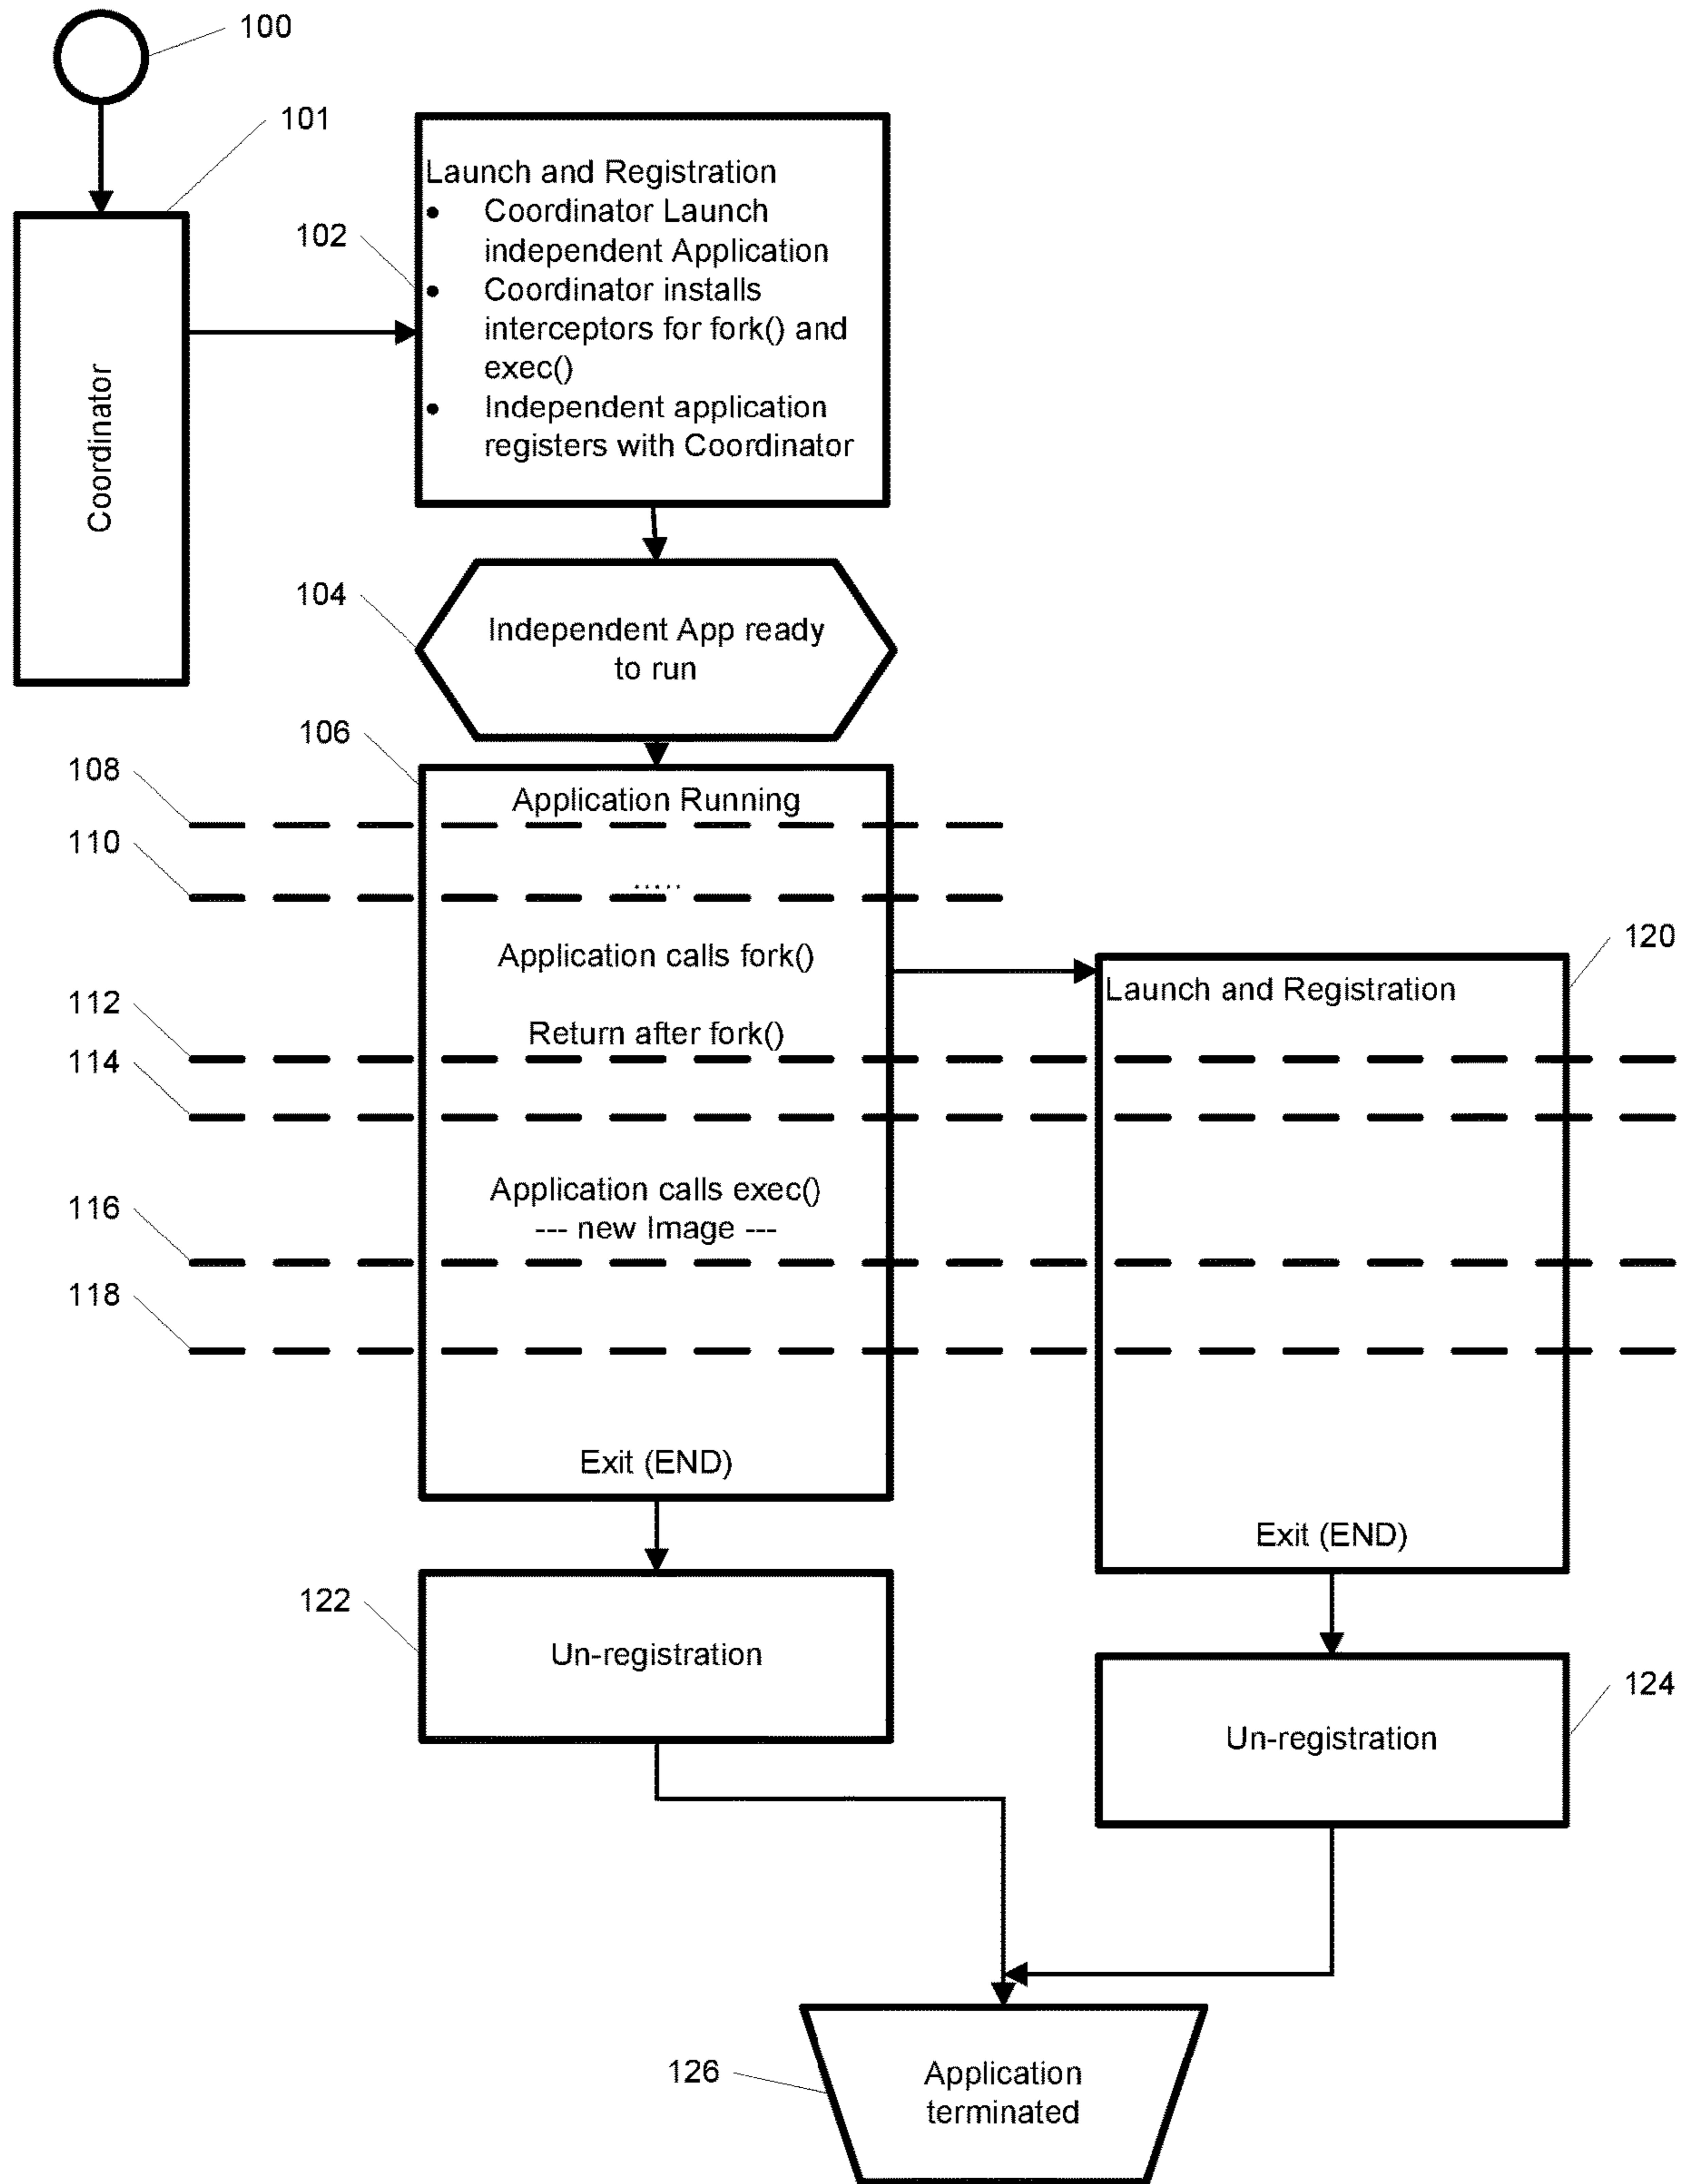 100
101
Coordinator
102
Launch and Registration
• Coordinator Launch
independent Application
• Coordinator installs
interceptors for fork() and
exec()
• Independent application
registers with Coordinator
104
Independent App ready
to run
106
Application Running
108
110
.....
Application calls fork()
120
Launch and Registration
112
Return after fork()
114
Application calls exec()
--- new Image ---
116
118
Exit (END)
Exit (END)
122
Un-registration
124
Un-registration
126
Application
terminated